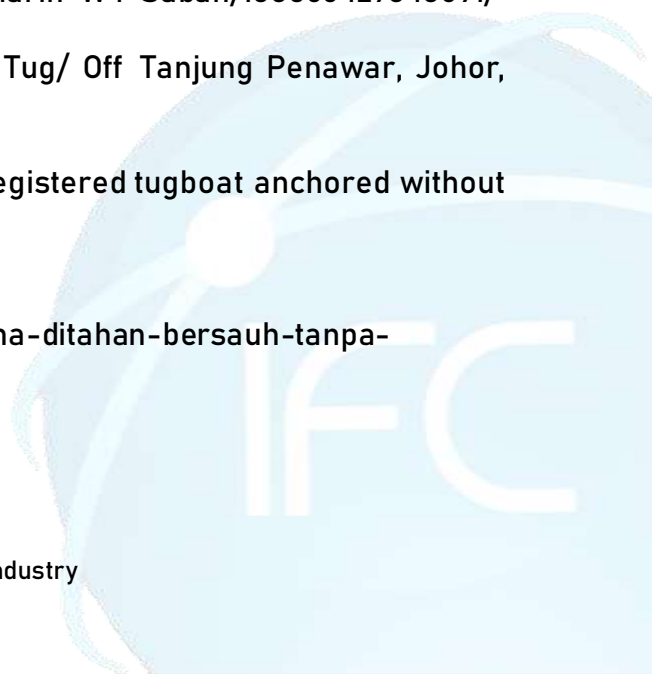 Tug/ Off Tanjung Penawar, Johor,
egistered tugboat anchored without
na-ditahan-bersauh-tanpa-
IFC
ndustry